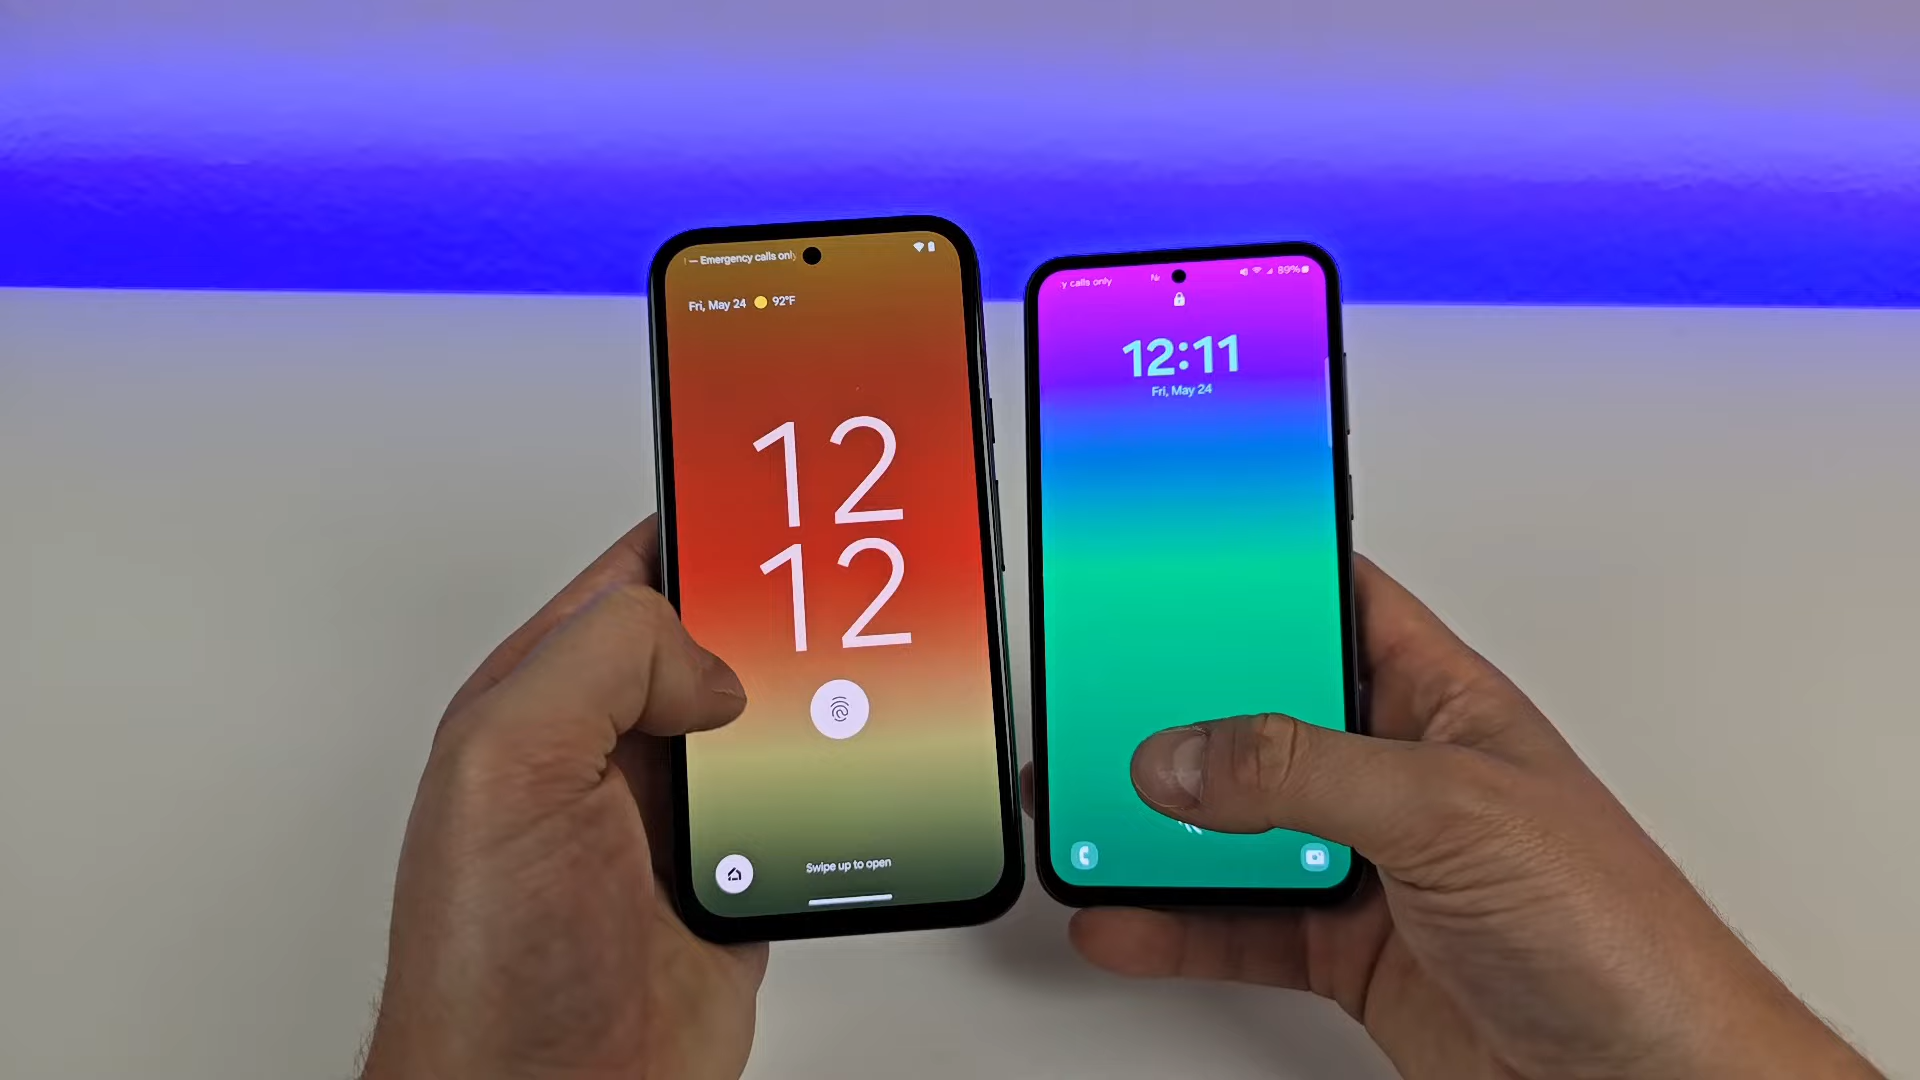 ! — Emergency calls only
Fri, May 24 92°F
12
12
Swipe up to open
y calls only
89%
12:11
Fri, May 24